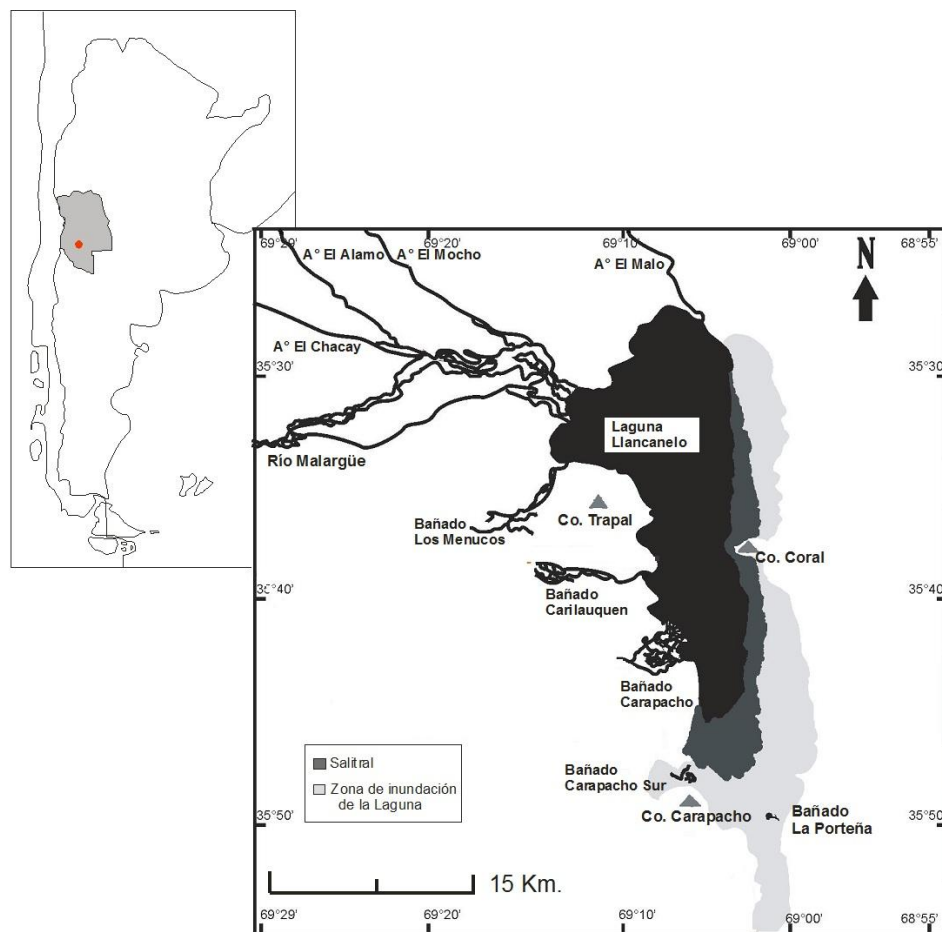 69°29'
69°20'
69°10'
69°00'
68°55'
A° El Alamo
A° El Mocho
A° El Malo
N
A° El Chacay
35°30'
35°30'
Laguna
Llancanelo
Río Malargüe
Co. Trapal
Bañado
Los Menucos
Co. Coral
35°40'
35°40'
Bañado
Carilauquen
Bañado
Carapacho
Salitral
Zona de inundación
de la Laguna
Bañado
Carapacho Sur
Co. Carapacho
Bañado
La Porteña
35°50'
35°50'
15 Km.
69°29'
69°20'
69°10'
69°00'
68°55'